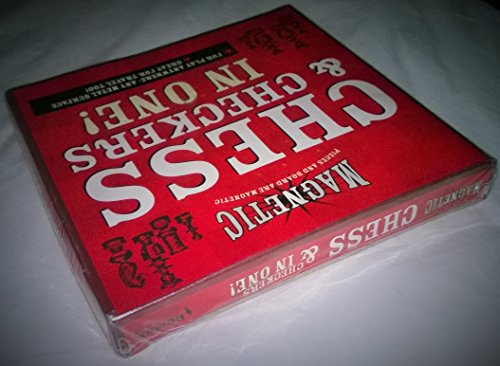 MAGNETIC
PIECES AND BOARD ARE MAGNETIC
CHESS
& CHECKERS
IN ONE!
FOR PLAY ANYWHERE-ANY METAL SURFACE
GREAT FOR TRAVEL TOO!
MAGNETIC CHESS & CHECKERS
IN ONE!